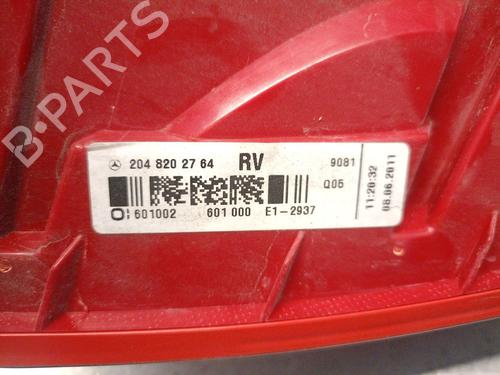 B-PARTS
204 820 27 64 RV 9081
Q05
601002 601 000 E1-2937
11:20:32
08.06.2011